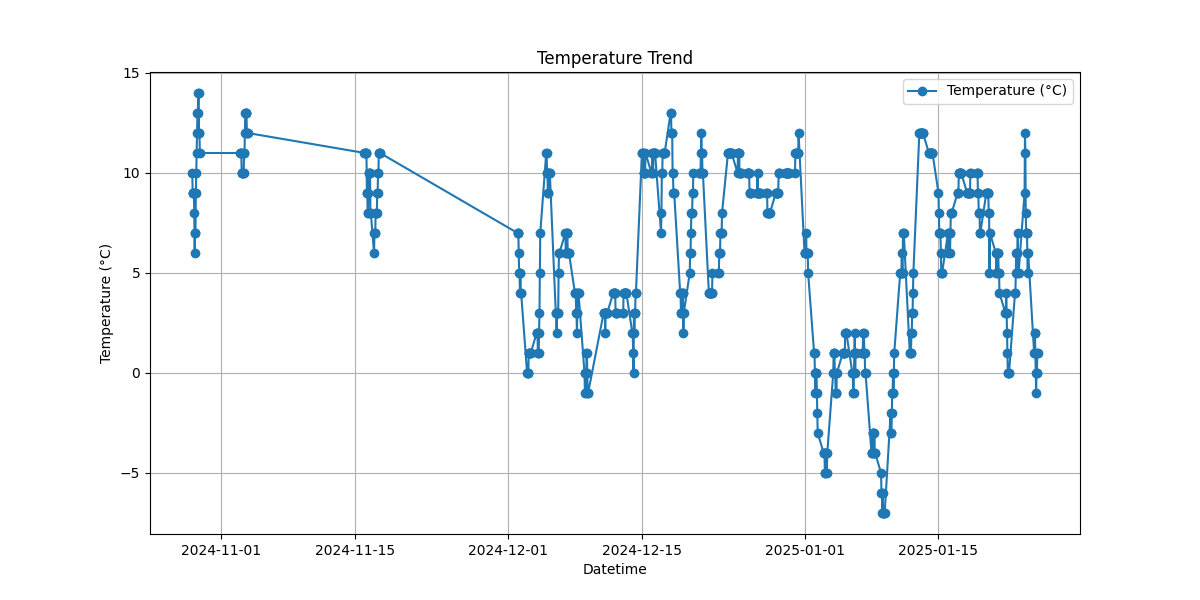 Temperature Trend
Temperature (°C)
15
10
5
0
−5
Temperature (°C)
2024-11-01 2024-11-15 2024-12-01 2024-12-15 2025-01-01 2025-01-15
Datetime